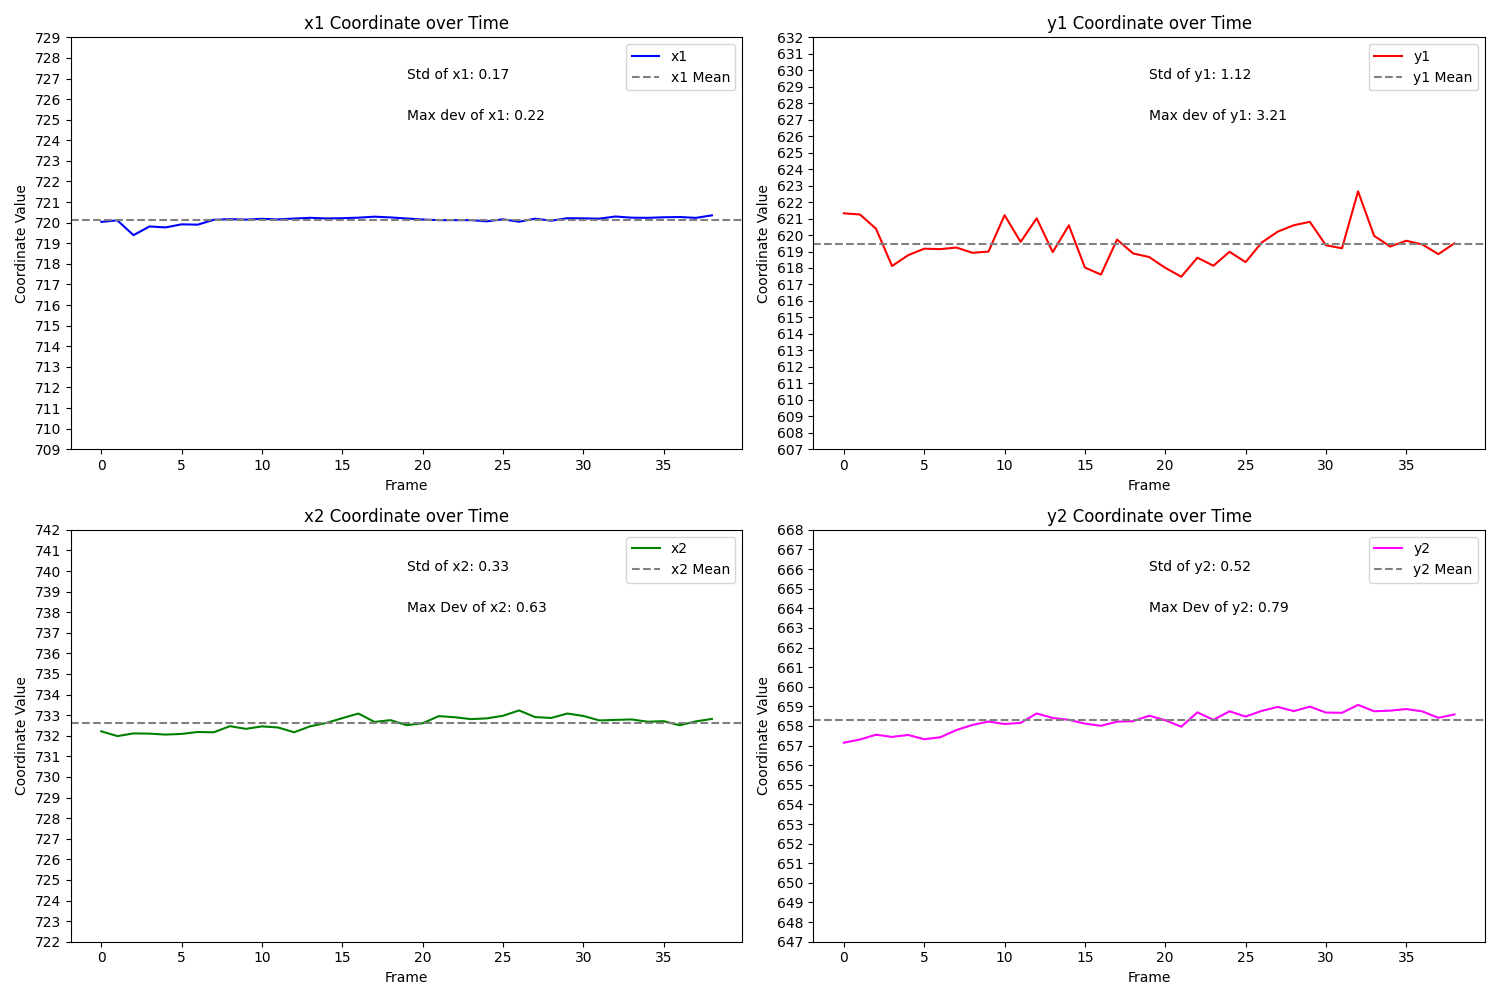 x1 Coordinate over Time
729
728
727
726
725
724
723
722
721
720
719
718
717
716
715
714
713
712
711
710
709
Coordinate Value
Std of x1: 0.17
Max dev of x1: 0.22
x1
x1 Mean
0 5 10 15 20 25 30 35
Frame
y1 Coordinate over Time
632
631
630
629
628
627
626
625
624
623
622
621
620
619
618
617
616
615
614
613
612
611
610
609
608
607
Coordinate Value
Std of y1: 1.12
Max dev of y1: 3.21
y1
y1 Mean
0 5 10 15 20 25 30 35
Frame
x2 Coordinate over Time
742
741
740
739
738
737
736
735
734
733
732
731
730
729
728
727
726
725
724
723
722
Coordinate Value
Std of x2: 0.33
Max Dev of x2: 0.63
x2
x2 Mean
0 5 10 15 20 25 30 35
Frame
y2 Coordinate over Time
668
667
666
665
664
663
662
661
660
659
658
657
656
655
654
653
652
651
650
649
648
647
Coordinate Value
Std of y2: 0.52
Max Dev of y2: 0.79
y2
y2 Mean
0 5 10 15 20 25 30 35
Frame